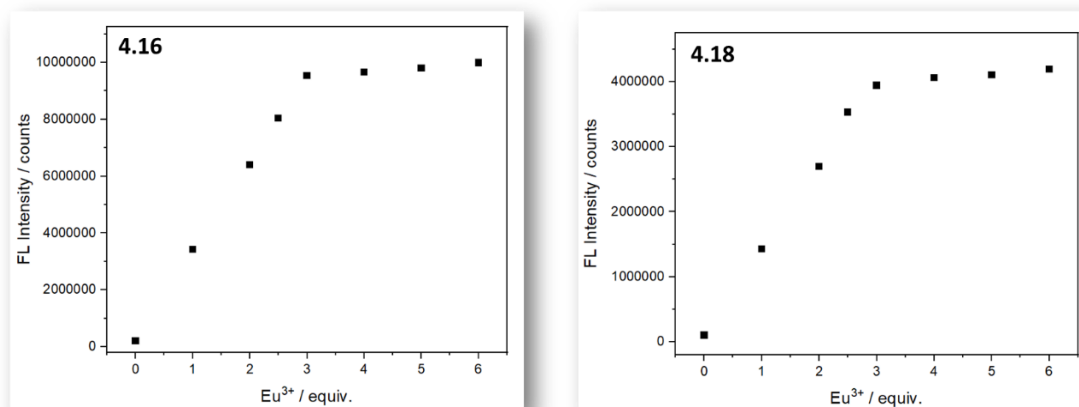 4.16
FL Intensity / counts
10000000
8000000
6000000
4000000
2000000
0
0 1 2 3 4 5 6
Eu³⁺ / equiv.
4.18
FL Intensity / counts
4000000
3000000
2000000
1000000
0
0 1 2 3 4 5 6
Eu³⁺ / equiv.